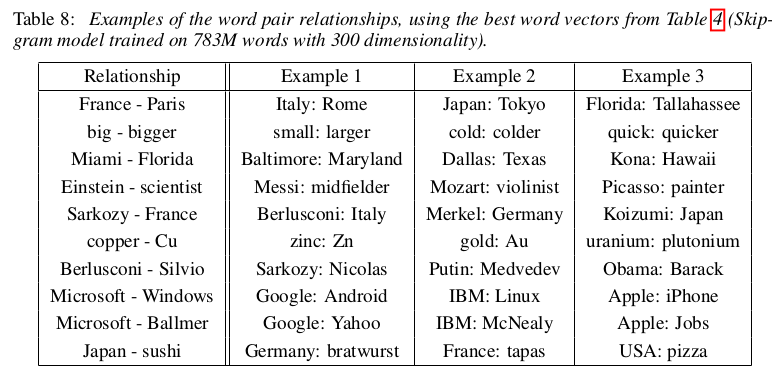 Table 8: Examples of the word pair relationships, using the best word vectors from Table 4 (Skip-
gram model trained on 783M words with 300 dimensionality).
Relationship Example 1 Example 2 Example 3
France - Paris Italy: Rome Japan: Tokyo Florida: Tallahassee
big - bigger small: larger cold: colder quick: quicker
Miami - Florida Baltimore: Maryland Dallas: Texas Kona: Hawaii
Einstein - scientist Messi: midfielder Mozart: violinist Picasso: painter
Sarkozy - France Berlusconi: Italy Merkel: Germany Koizumi: Japan
copper - Cu zinc: Zn gold: Au uranium: plutonium
Berlusconi - Silvio Sarkozy: Nicolas Putin: Medvedev Obama: Barack
Microsoft - Windows Google: Android IBM: Linux Apple: iPhone
Microsoft - Ballmer Google: Yahoo IBM: McNealy Apple: Jobs
Japan - sushi Germany: bratwurst France: tapas USA: pizza